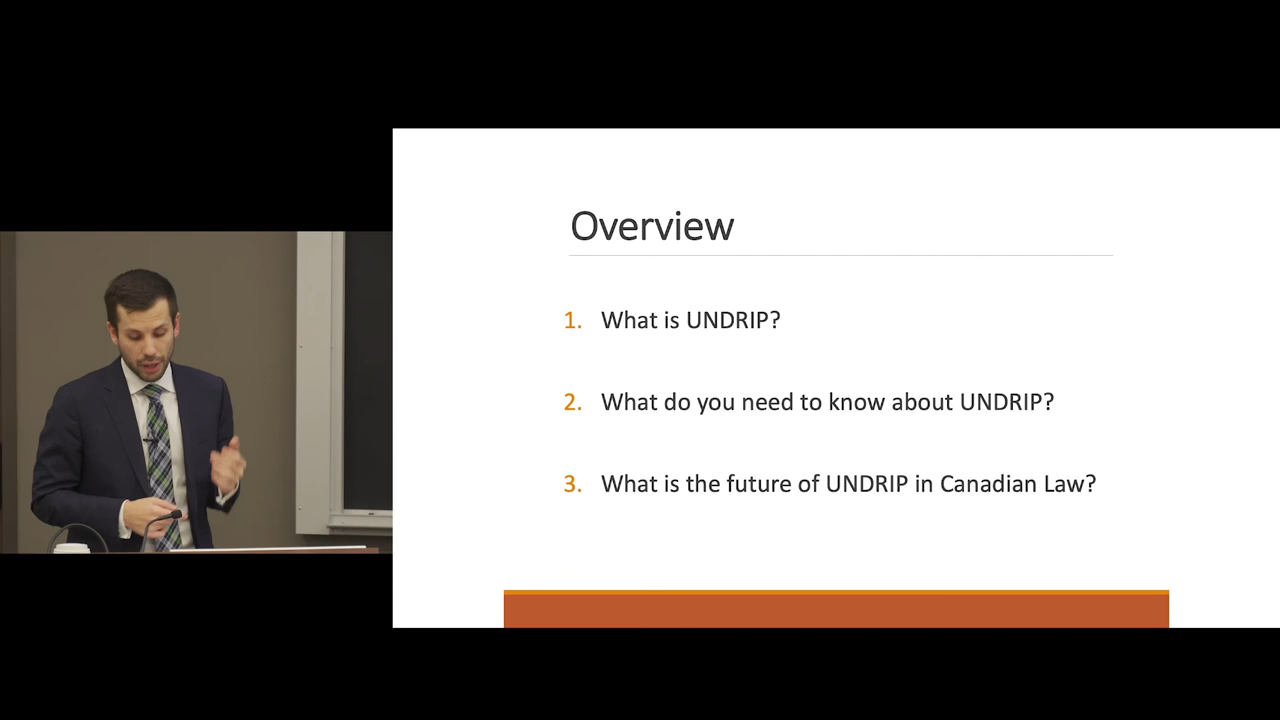 Overview
1. What is UNDRIP?
2. What do you need to know about UNDRIP?
3. What is the future of UNDRIP in Canadian Law?